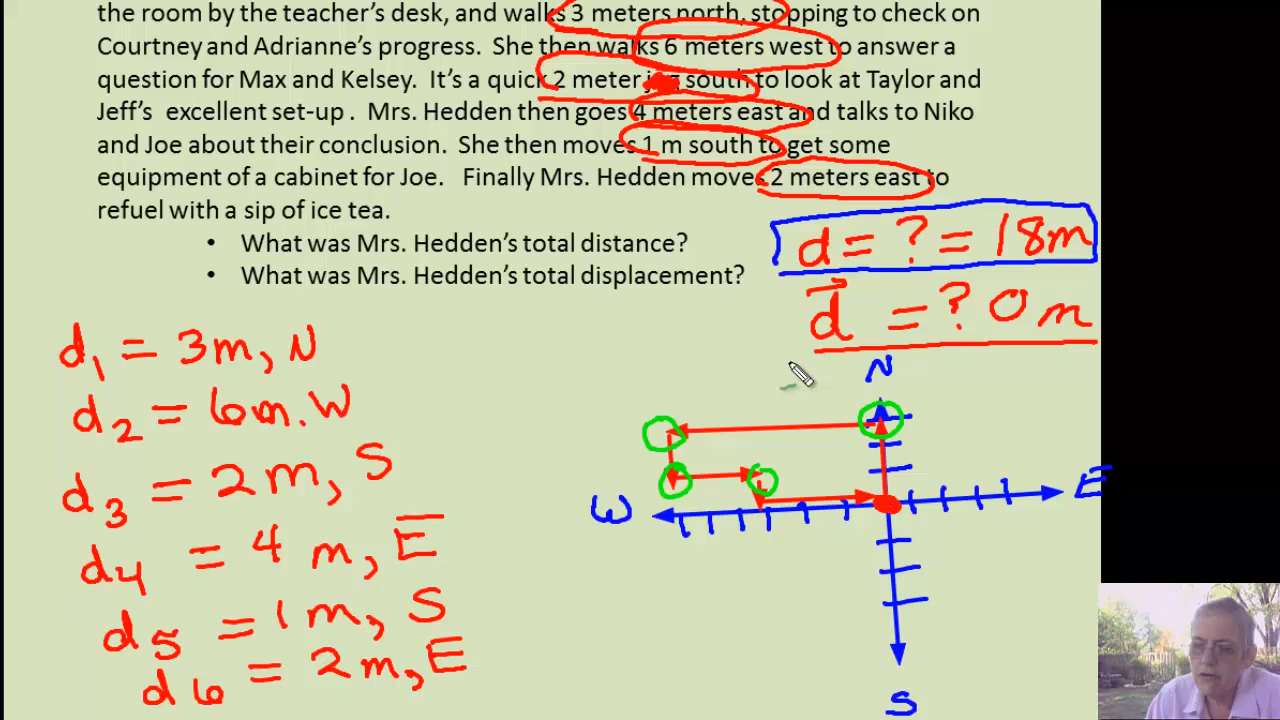 the room by the teacher's desk, and walks 3 meters north, stopping to check on
Courtney and Adrianne's progress. She then walks 6 meters west to answer a
question for Max and Kelsey. It's a quick 2 meter jog south to look at Taylor and
Jeff's excellent set-up . Mrs. Hedden then goes 4 meters east and talks to Niko
and Joe about their conclusion. She then moves 1 m south to get some
equipment of a cabinet for Joe. Finally Mrs. Hedden moves 2 meters east to
refuel with a sip of ice tea.
• What was Mrs. Hedden's total distance?
• What was Mrs. Hedden's total displacement?
d = ? = 18m
d⃗ = ? 0 m
d1 = 3m, N
d2 = 6m. W
d3 = 2m, S
d4 = 4 m, E
d5 = 1 m, S
d6 = 2 m, E
N
W
E
S